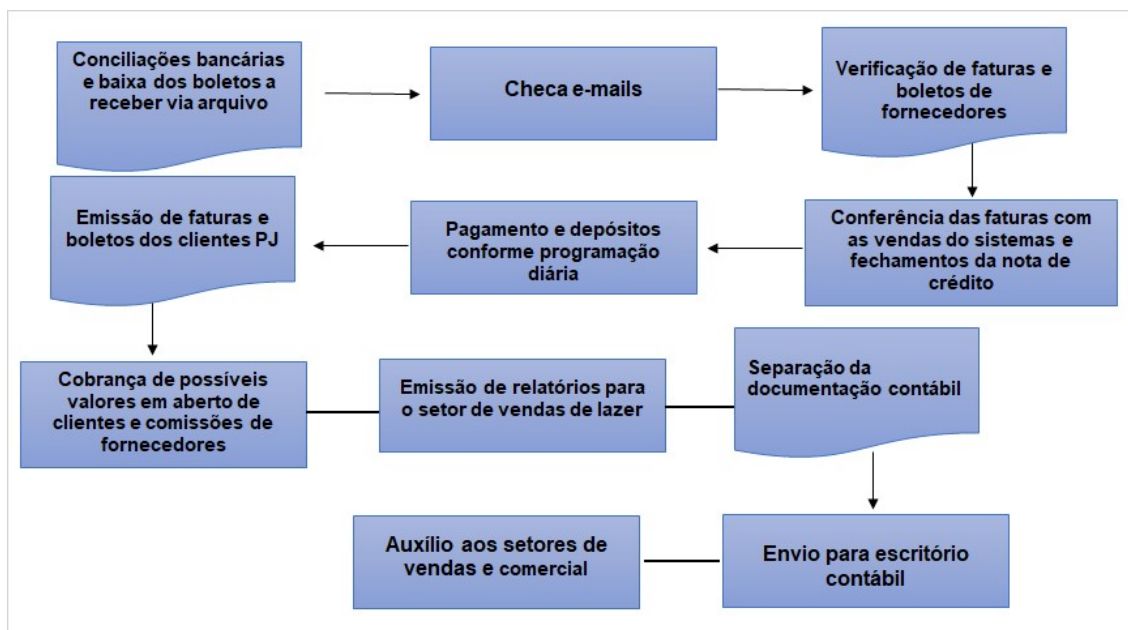 Conciliações bancárias
e baixa dos boletos a
receber via arquivo
Checa e-mails
Verificação de faturas e
boletos de
fornecedores
Conferência das faturas com
as vendas do sistemas e
fechamentos da nota de
crédito
Pagamento e depósitos
conforme programação
diária
Emissão de faturas e
boletos dos clientes PJ
Cobrança de possíveis
valores em aberto de
clientes e comissões de
fornecedores
Emissão de relatórios para
o setor de vendas de lazer
Separação da
documentação contábil
Envio para escritório
contábil
Auxílio aos setores de
vendas e comercial